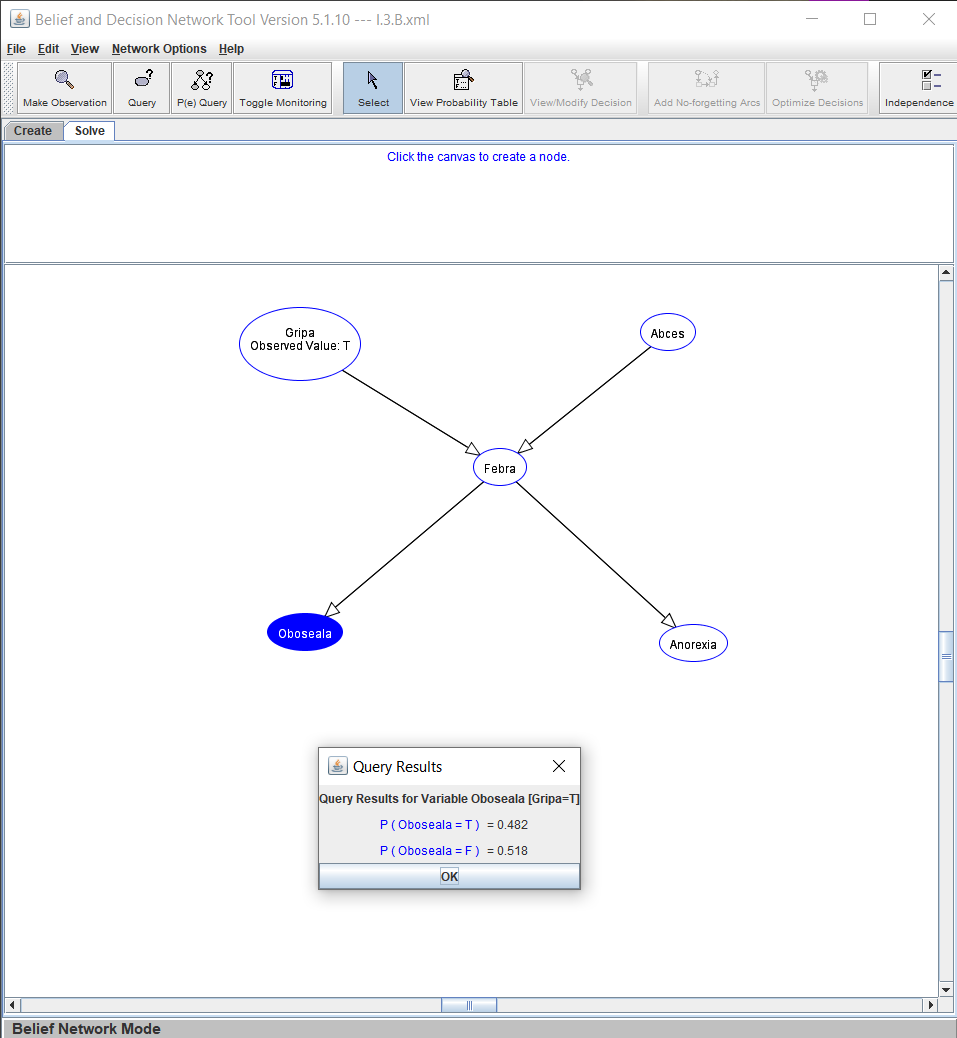 Belief and Decision Network Tool Version 5.1.10 --- I.3.B.xml
File Edit View Network Options Help
Make Observation Query P(e) Query Toggle Monitoring Select View Probability Table View/Modify Decision Add No-forgetting Arcs Optimize Decisions Independence
Create Solve
Click the canvas to create a node.
Gripa
Observed Value: T
Abces
Febra
Oboseala
Anorexia
Query Results
Query Results for Variable Oboseala [Gripa=T]
P ( Oboseala = T ) = 0.482
P ( Oboseala = F ) = 0.518
OK
Belief Network Mode